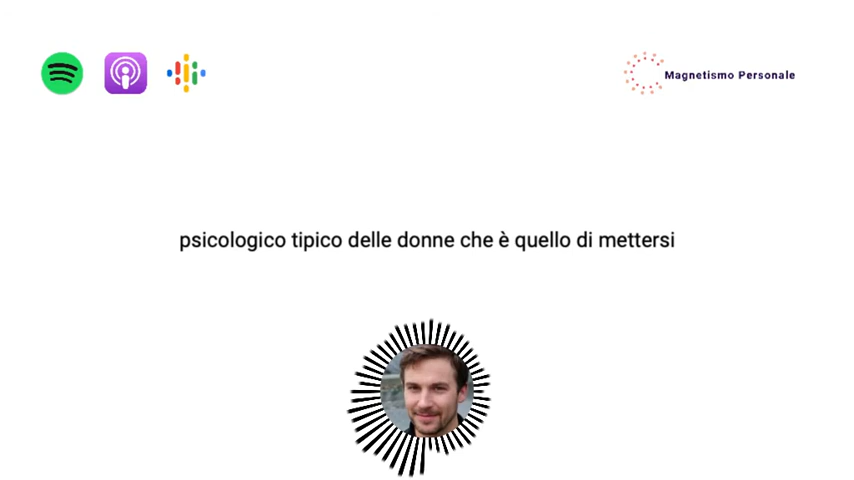 Magnetismo Personale
psicologico tipico delle donne che è quello di mettersi